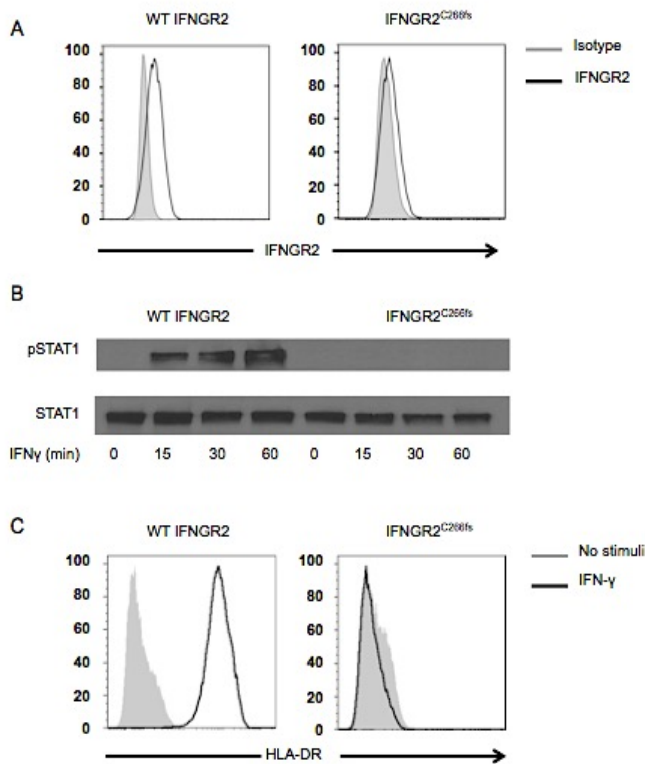 A
WT IFNGR2
IFNGR2C266fs
Isotype
IFNGR2
100
80
60
40
20
0
100
80
60
40
20
0
IFNGR2
B
WT IFNGR2
IFNGR2C266fs
pSTAT1
STAT1
IFNγ (min) 0 15 30 60 0 15 30 60
C
WT IFNGR2
IFNGR2C266fs
No stimuli
IFN-γ
100
80
60
40
20
0
100
80
60
40
20
0
HLA-DR